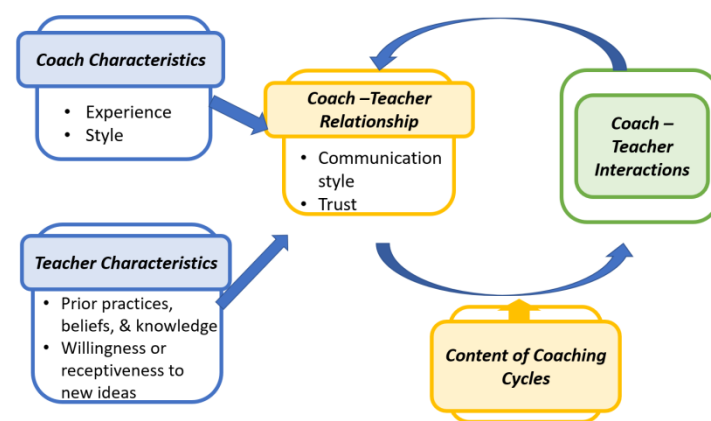 Coach Characteristics
• Experience
• Style
Coach –Teacher
Relationship
• Communication
style
• Trust
Coach –
Teacher
Interactions
Teacher Characteristics
• Prior practices,
beliefs, & knowledge
• Willingness or
receptiveness to
new ideas
Content of Coaching
Cycles